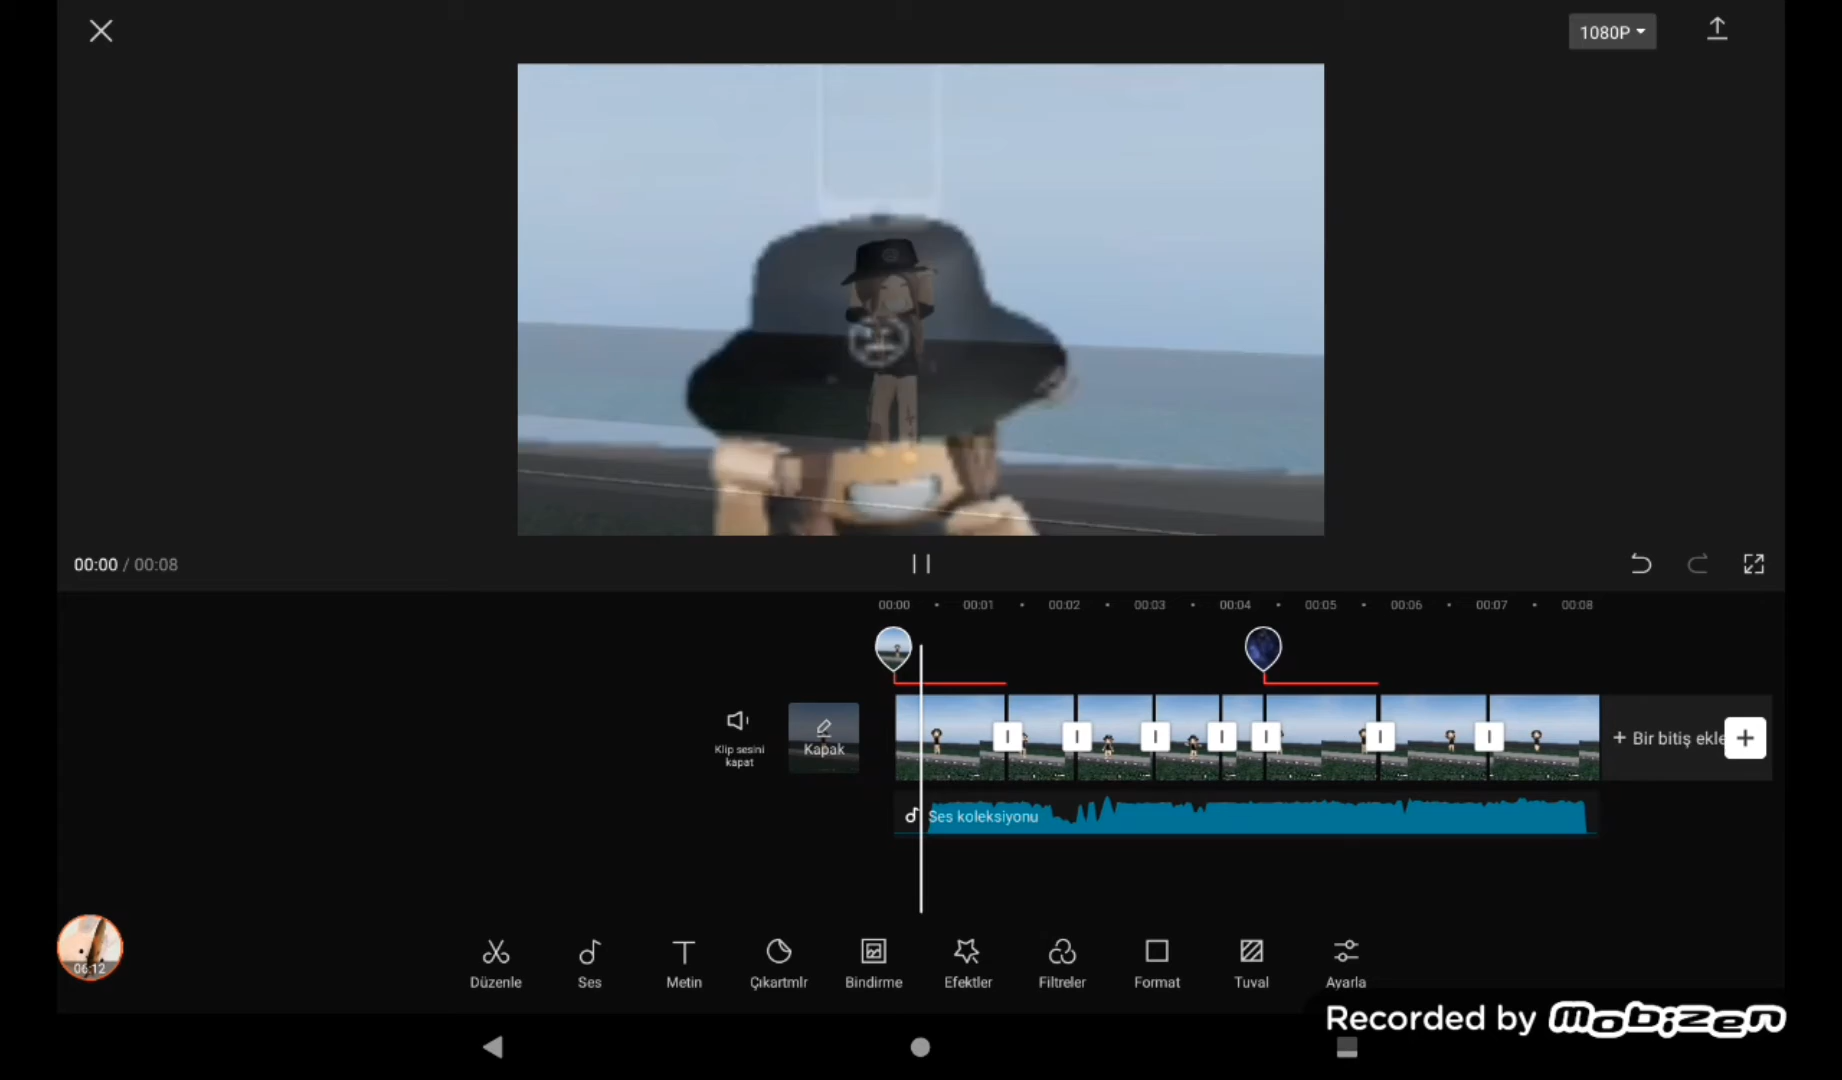 1080P
00:00 / 00:08
00:00 00:01 00:02 00:03 00:04 00:05 00:06 00:07 00:08
Klip sesini
kapat
Kapak
+ Bir bitiş ekle
+
Ses koleksiyonu
06:12
Düzenle Ses Metin Çıkartmlr Bindirme Efektler Filtreler Format Tuval Ayarla
Recorded by mobizen